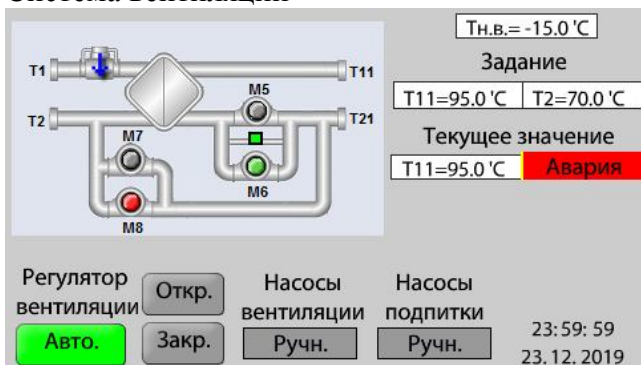 Тн.в.= -15.0 'C
Задание
T11=95.0 'C T2=70.0 'C
Текущее значение
T11=95.0 'C Авария
T1
T11
M5
T2
T21
M7
M6
M8
Регулятор
вентиляции
Авто.
Откр.
Закр.
Насосы
вентиляции
Ручн.
Насосы
подпитки
Ручн.
23:59: 59
23. 12. 2019